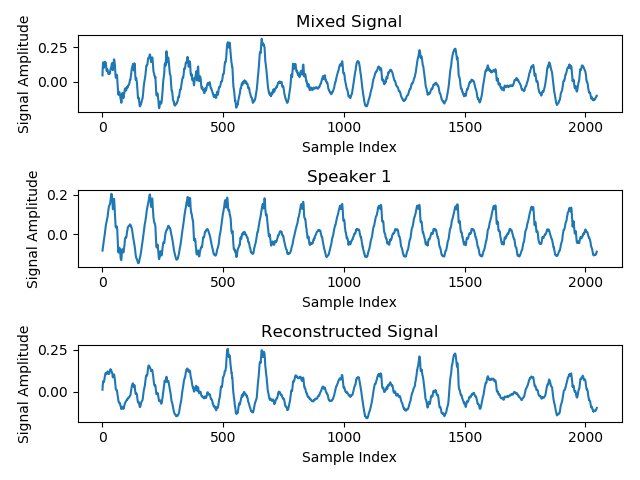 Mixed Signal
Signal Amplitude
0.25
0.00
0 500 1000 1500 2000
Sample Index
Speaker 1
Signal Amplitude
0.2
0.0
0 500 1000 1500 2000
Sample Index
Reconstructed Signal
Signal Amplitude
0.25
0.00
0 500 1000 1500 2000
Sample Index